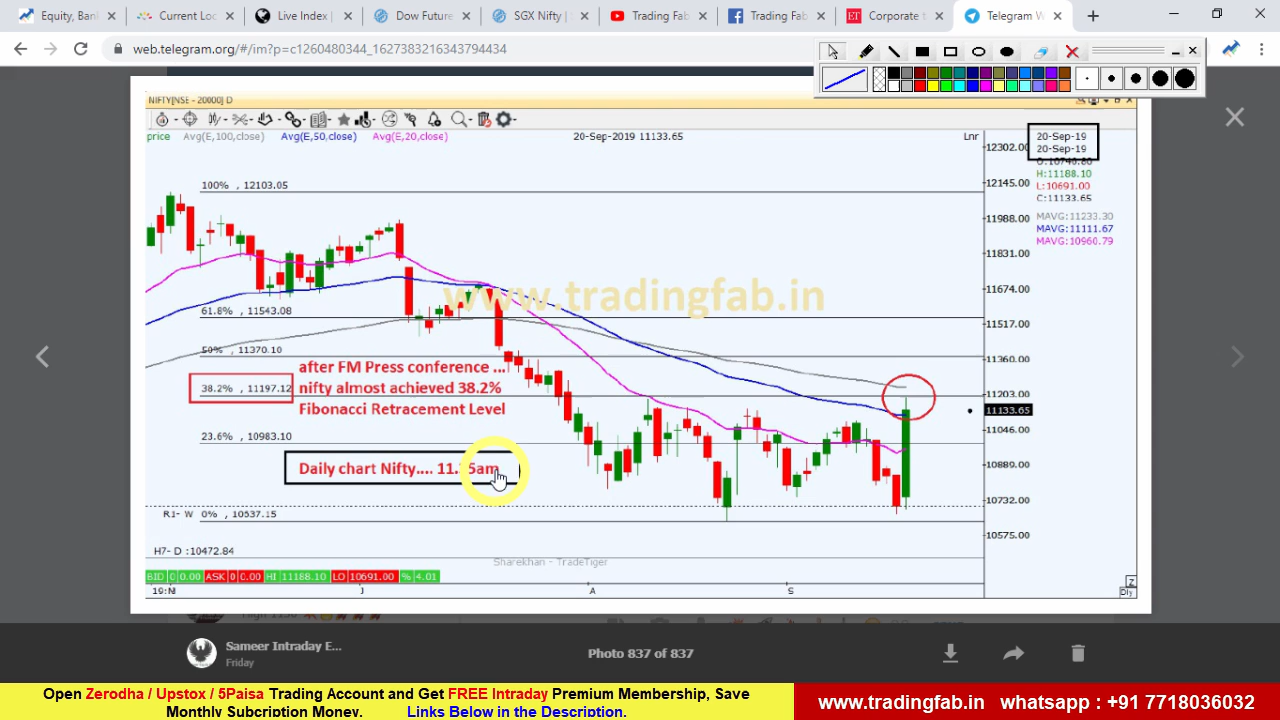 Equity, Bank
Current Lo
Live Index |
Dow Future
SGX Nifty |
Trading Fab
Trading Fab
Corporate
Telegram W
web.telegram.org/#/im?p=c1260480344_1627383216343794434
NIFTY[NSE - 20000] D
price Avg(E,100,close) Avg(E,50,close) Avg(E,20,close) 20-Sep-2019 11133.65 Lnr
20-Sep-19
20-Sep-19
H:11188.10
L:10691.00
C:11133.65
MAVG:11233.30
MAVG:11111.67
MAVG:10960.79
12302.00
12145.00
11988.00
11831.00
11674.00
11517.00
11360.00
11203.00
11133.65
11046.00
10889.00
10732.00
10575.00
100% , 12103.05
www.tradingfab.in
61.8% , 11543.08
50% , 11370.10
after FM Press conference ...
38.2% , 11197.12
nifty almost achieved 38.2%
Fibonacci Retracement Level
23.6% , 10983.10
Daily chart Nifty....
R1- W 0% , 10537.15
H7- D :10472.84
Sharekhan - TradeTiger
BID 0 0.00 ASK 0 0.00 HI 11188.10 LO 10691.00 % 4.01
J A S
Z
Dly
Sameer Intraday E...
Friday
Photo 837 of 837
Open Zerodha / Upstox / 5Paisa Trading Account and Get FREE Intraday Premium Membership, Save
Monthly Subcription Money. Links Below in the Description.
www.tradingfab.in whatsapp : +91 7718036032